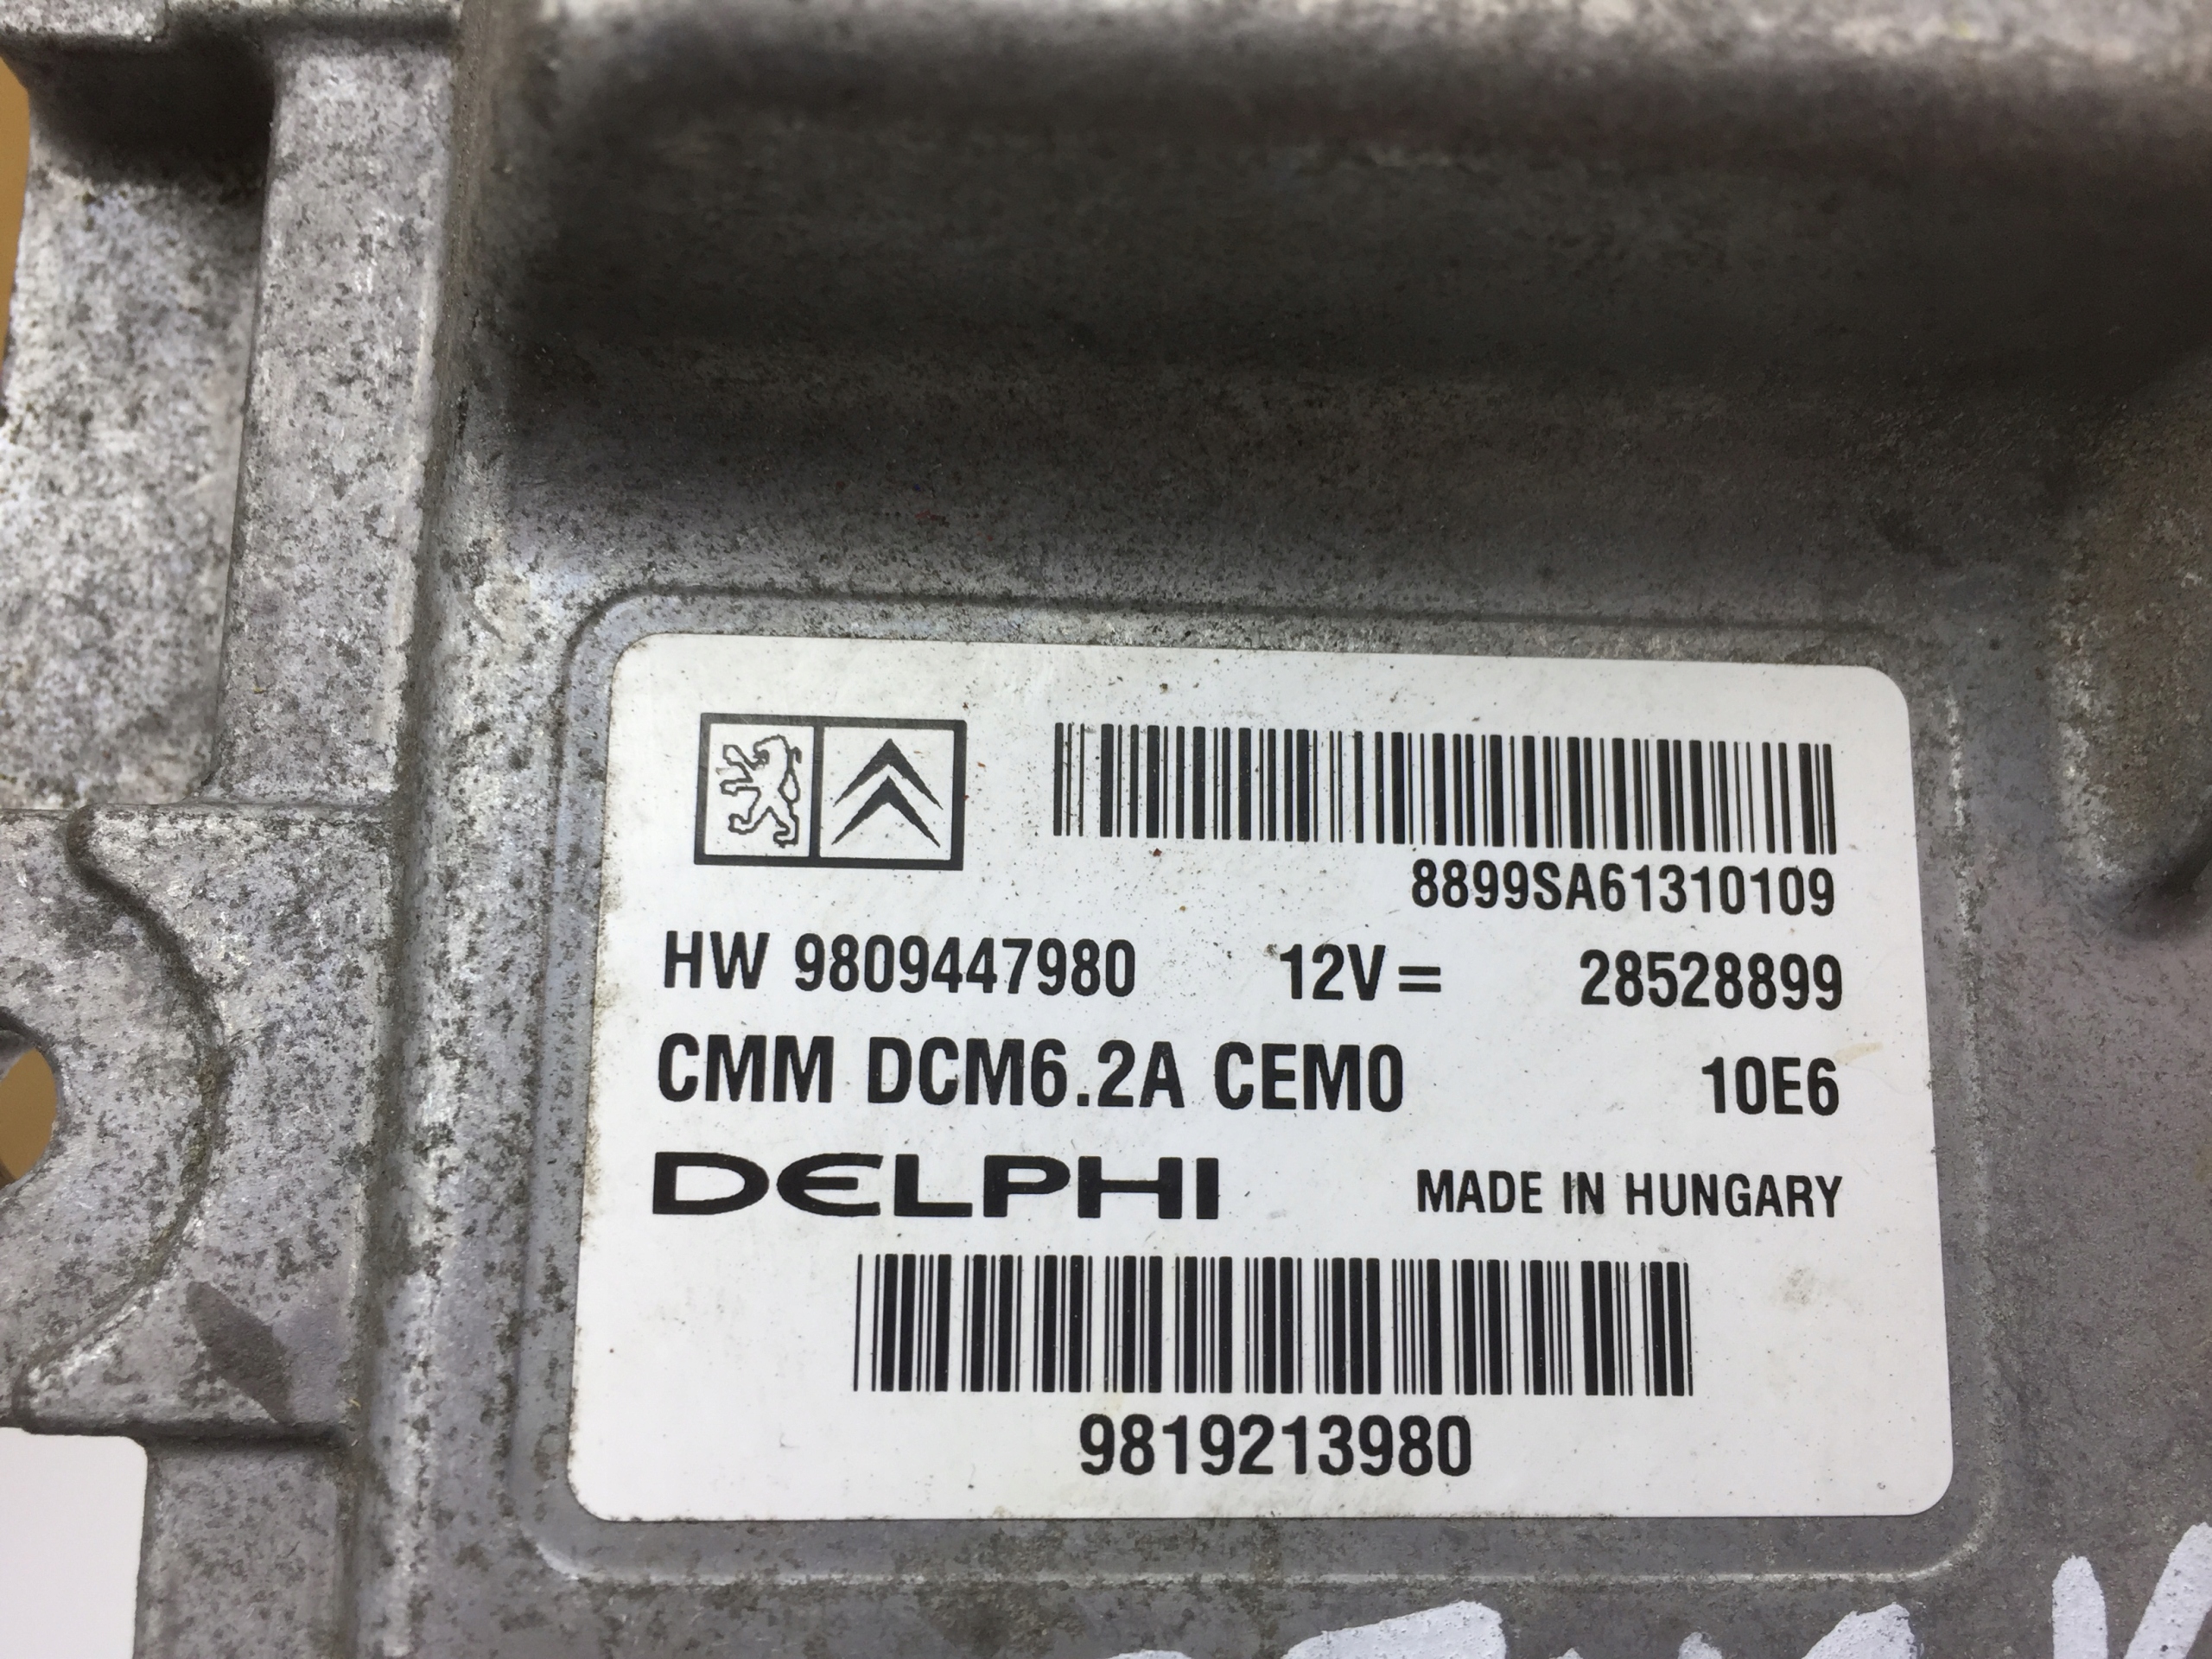 8899SA61310109
HW 9809447980 12V= 28528899
CMM DCM6.2A CEM0 10E6
DELPHI MADE IN HUNGARY
9819213980